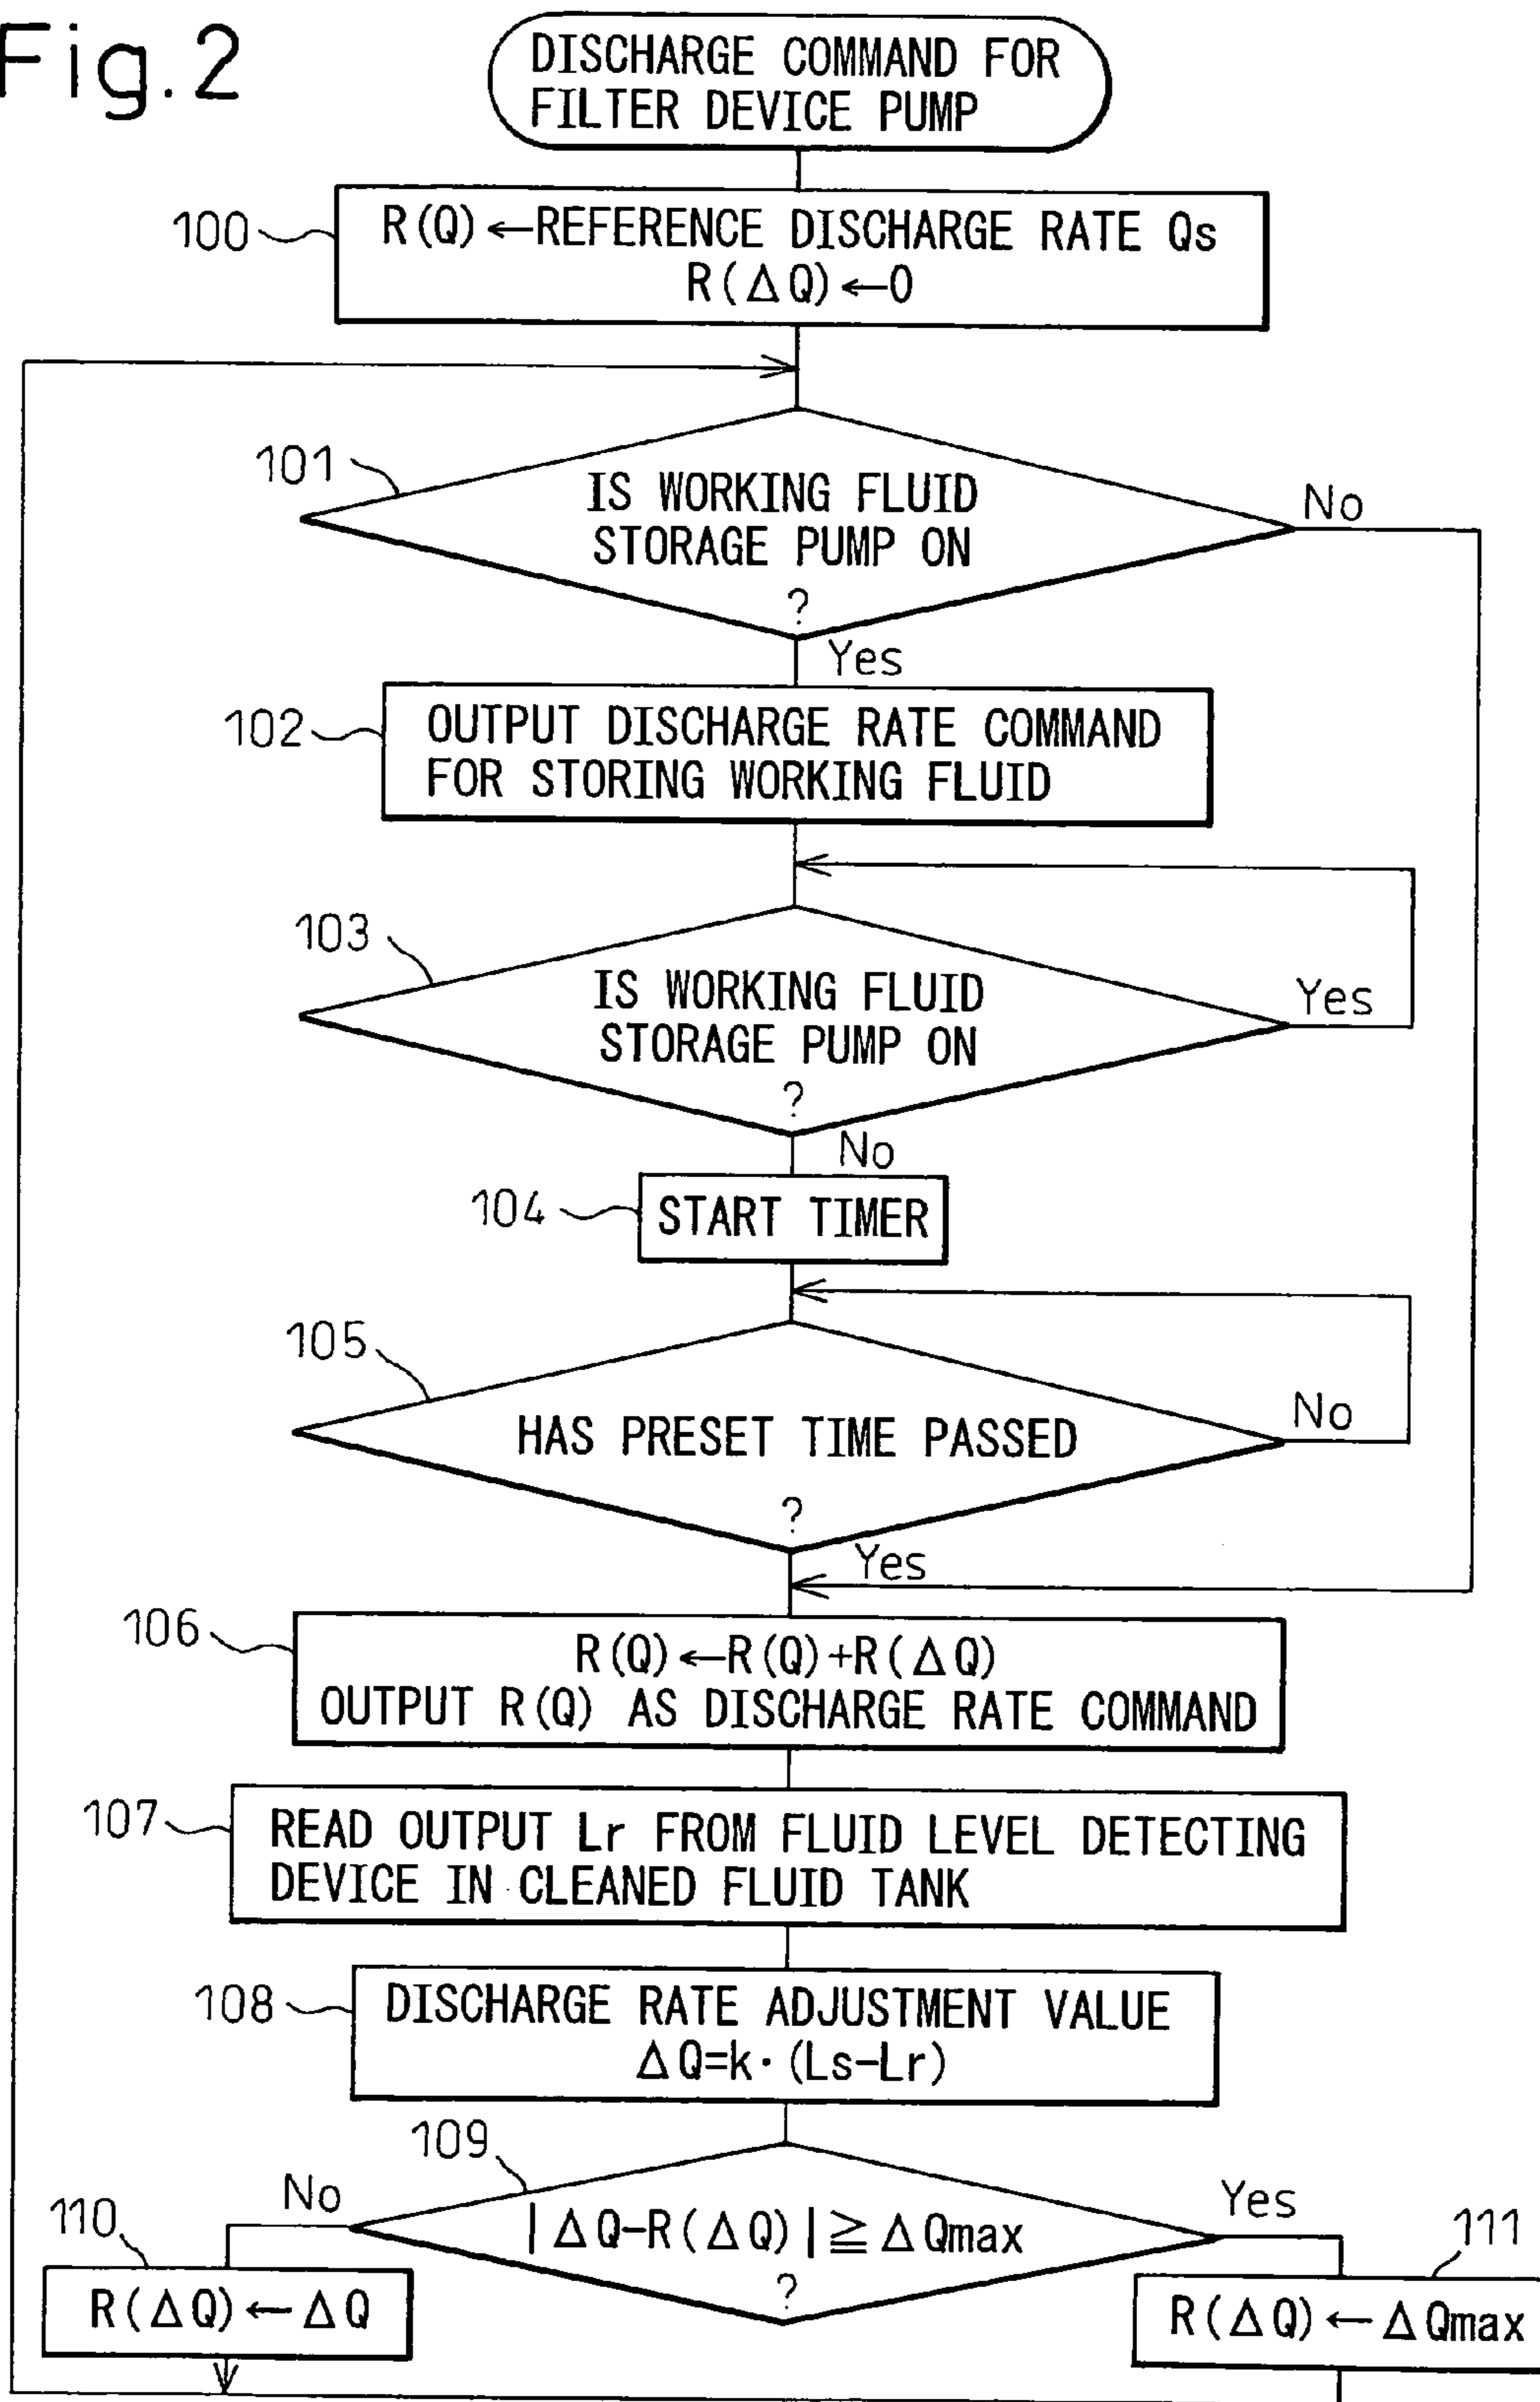 Fig.2
DISCHARGE COMMAND FOR
FILTER DEVICE PUMP
100
R(Q)←REFERENCE DISCHARGE RATE Qs
R(ΔQ)←0
101
IS WORKING FLUID
STORAGE PUMP ON
?
No
Yes
102
OUTPUT DISCHARGE RATE COMMAND
FOR STORING WORKING FLUID
103
IS WORKING FLUID
STORAGE PUMP ON
?
Yes
No
104
START TIMER
105
HAS PRESET TIME PASSED
?
No
Yes
106
R(Q)←R(Q)+R(ΔQ)
OUTPUT R(Q) AS DISCHARGE RATE COMMAND
107
READ OUTPUT Lr FROM FLUID LEVEL DETECTING
DEVICE IN CLEANED FLUID TANK
108
DISCHARGE RATE ADJUSTMENT VALUE
ΔQ=k·(Ls-Lr)
109
|ΔQ-R(ΔQ)|≧ΔQmax
?
No
Yes
110
R(ΔQ)←ΔQ
111
R(ΔQ)←ΔQmax